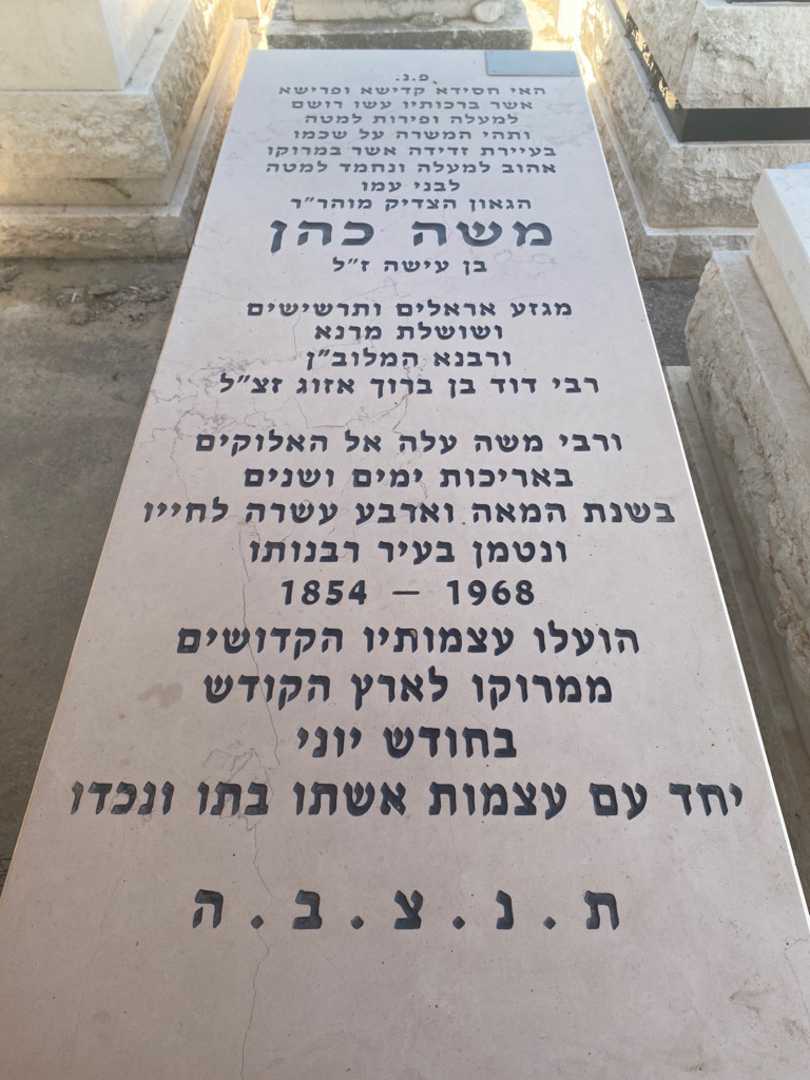 פ.נ.
האי חסידא קדישא ופרישא
אשר ברכותיו עשו רושם
למעלה ופירות למטה
ותהי המשרה על שכמו
בעיירת זדידה אשר במרוקו
אהוב למעלה ונחמד למטה
לבני עמו
הגאון הצדיק מוהר״ר
משה כהן
בן עישה ז״ל
מגזע אראלים ותרשישים
ושושלת מרנא
ורבנא המלוב״ן
רבי דוד בן ברוך אזוג זצ״ל
ורבי משה עלה אל האלוקים
באריכות ימים ושנים
בשנת המאה וארבע עשרה לחייו
ונטמן בעיר רבנותו
1854 – 1968
הועלו עצמותיו הקדושים
ממרוקו לארץ הקודש
בחודש יוני
יחד עם עצמות אשתו בתו ונכדו
ת.נ.צ.ב.ה